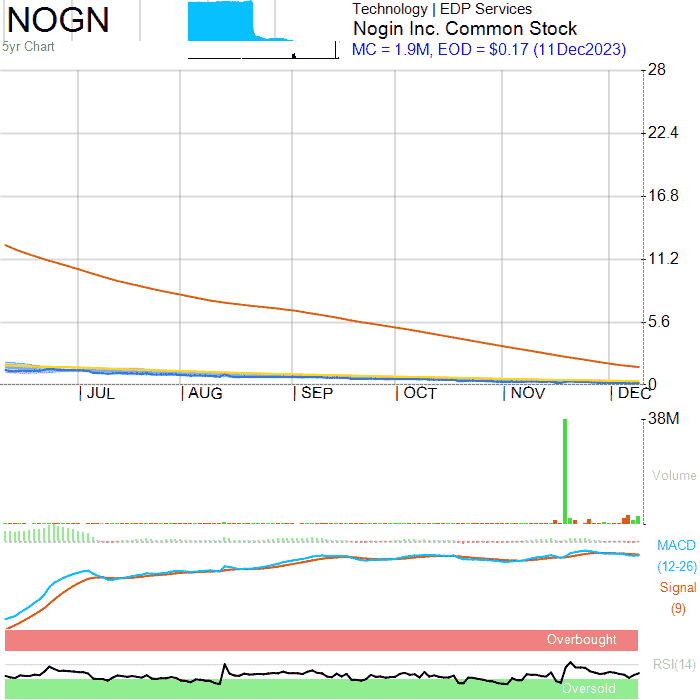 NOGN
5yr Chart
Technology | EDP Services
Nogin Inc. Common Stock
MC = 1.9M, EOD = $0.17 (11Dec2023)
28
22.4
16.8
11.2
5.6
0
JUL
AUG
SEP
OCT
NOV
DEC
38M
Volume
MACD
(12-26)
Signal
(9)
Overbought
RSI(14)
Oversold